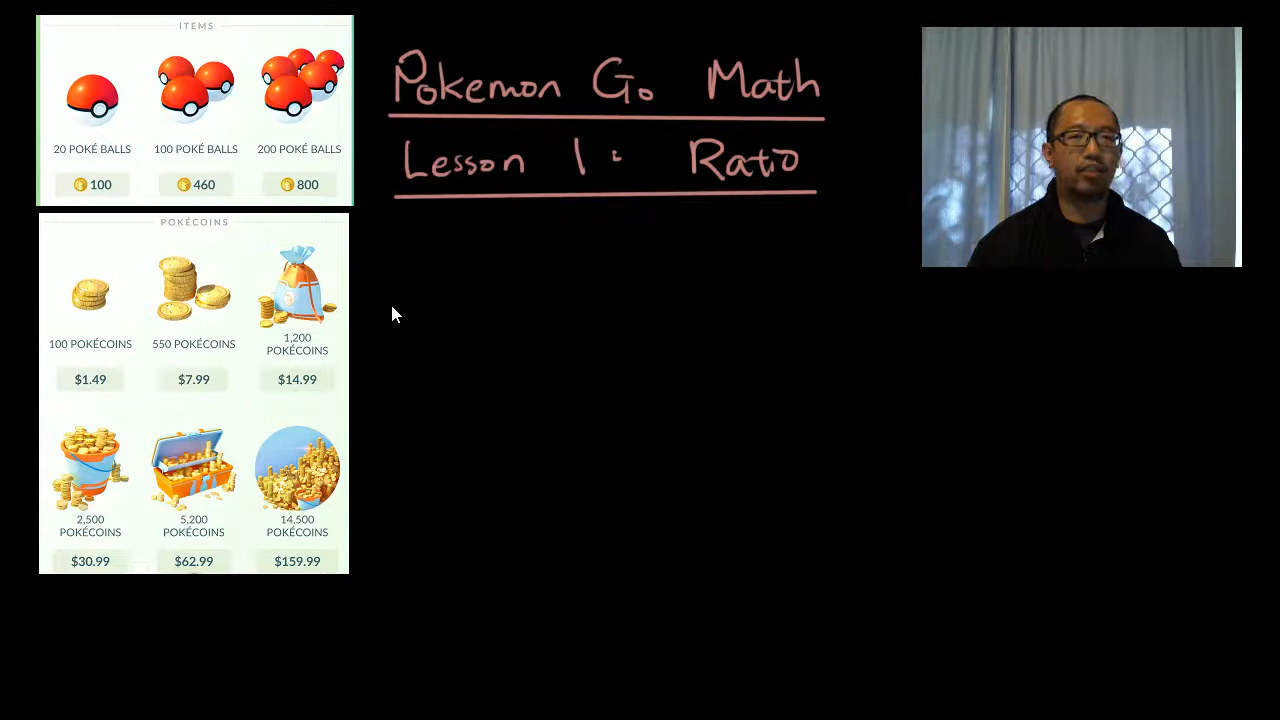 ITEMS
20 POKÉ BALLS 100 POKÉ BALLS 200 POKÉ BALLS
100 460 800
POKÉCOINS
100 POKÉCOINS 550 POKÉCOINS 1,200 POKÉCOINS
$1.49 $7.99 $14.99
2,500 POKÉCOINS 5,200 POKÉCOINS 14,500 POKÉCOINS
$30.99 $62.99 $159.99
Pokemon Go Math
Lesson 1: Ratio